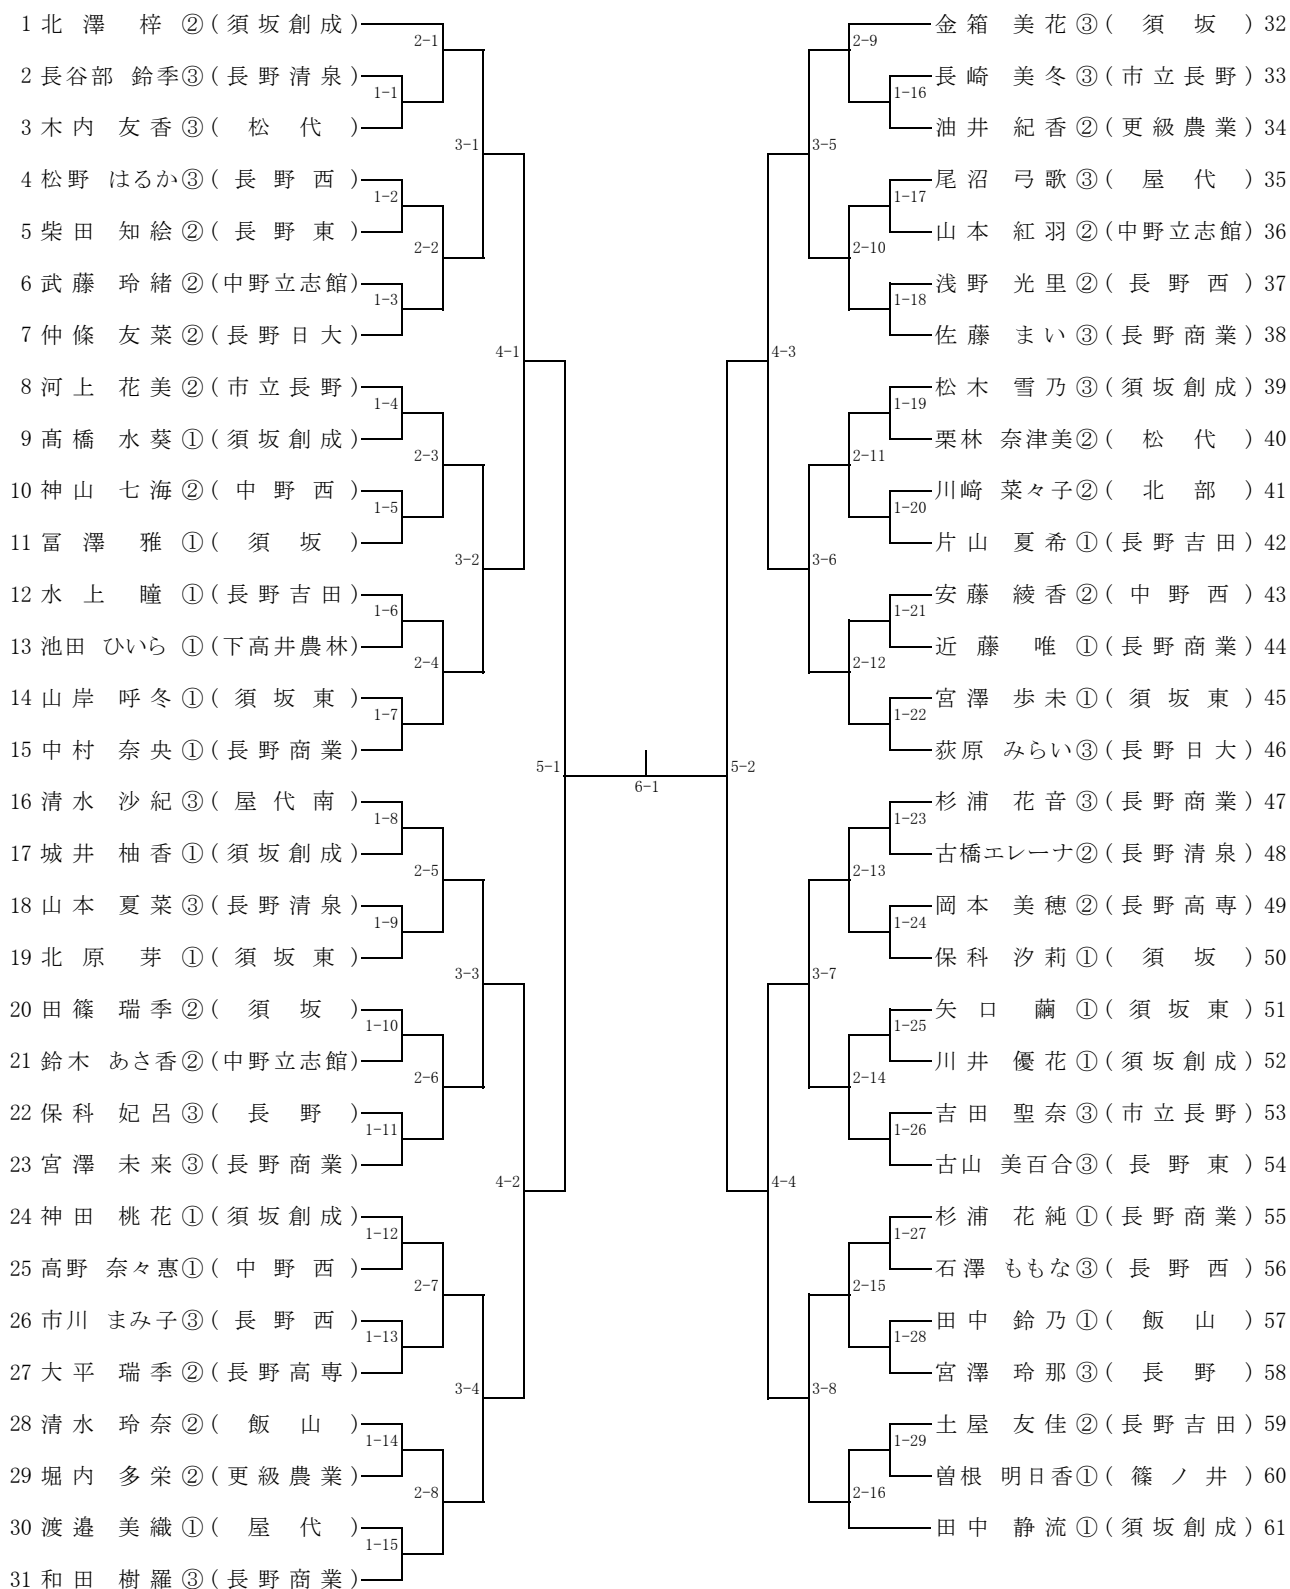 1 北澤 梓 ②(須坂創成)
2-1
2 長谷部 鈴季③(長野清泉)
1-1
3 木内 友香③(松代)
3-1
4 松野 はるか③(長野西)
1-2
5 柴田 知絵②(長野東)
2-2
6 武藤 玲緒②(中野立志館)
1-3
7 仲條 友菜②(長野日大)
4-1
8 河上 花美②(市立長野)
1-4
9 髙橋 水葵①(須坂創成)
2-3
10 神山 七海②(中野西)
1-5
11 冨澤 雅①(須坂)
3-2
12 水上 瞳①(長野吉田)
1-6
13 池田 ひいら①(下高井農林)
2-4
14 山岸 呼冬①(須坂東)
1-7
15 中村 奈央①(長野商業)
5-1
16 清水 沙紀③(屋代南)
1-8
17 城井 柚香①(須坂創成)
2-5
18 山本 夏菜③(長野清泉)
1-9
19 北原 芽①(須坂東)
3-3
20 田篠 瑞季②(須坂)
1-10
21 鈴木 あさ香②(中野立志館)
2-6
22 保科 妃呂③(長野)
1-11
23 宮澤 未来③(長野商業)
4-2
24 神田 桃花①(須坂創成)
1-12
25 高野 奈々惠①(中野西)
2-7
26 市川 まみ子③(長野西)
1-13
27 大平 瑞季②(長野高専)
3-4
28 清水 玲奈②(飯山)
1-14
29 堀内 多栄②(更級農業)
2-8
30 渡邉 美織①(屋代)
1-15
31 和田 樹羅③(長野商業)
6-1
金箱 美花③(須坂)32
2-9
長崎 美冬③(市立長野)33
1-16
油井 紀香②(更級農業)34
3-5
尾沼 弓歌③(屋代)35
1-17
山本 紅羽②(中野立志館)36
2-10
浅野 光里②(長野西)37
1-18
佐藤 まい③(長野商業)38
4-3
松木 雪乃③(須坂創成)39
1-19
栗林 奈津美②(松代)40
2-11
川﨑 菜々子②(北部)41
1-20
片山 夏希①(長野吉田)42
3-6
安藤 綾香②(中野西)43
1-21
近藤 唯①(長野商業)44
2-12
宮澤 歩未①(須坂東)45
1-22
荻原 みらい③(長野日大)46
5-2
杉浦 花音③(長野商業)47
1-23
古橋エレーナ②(長野清泉)48
2-13
岡本 美穂②(長野高専)49
1-24
保科 汐莉①(須坂)50
3-7
矢口 繭①(須坂東)51
1-25
川井 優花①(須坂創成)52
2-14
吉田 聖奈③(市立長野)53
1-26
古山 美百合③(長野東)54
4-4
杉浦 花純①(長野商業)55
1-27
石澤 ももな③(長野西)56
2-15
田中 鈴乃①(飯山)57
1-28
宮澤 玲那③(長野)58
3-8
土屋 友佳②(長野吉田)59
1-29
曽根 明日香①(篠ノ井)60
2-16
田中 静流①(須坂創成)61